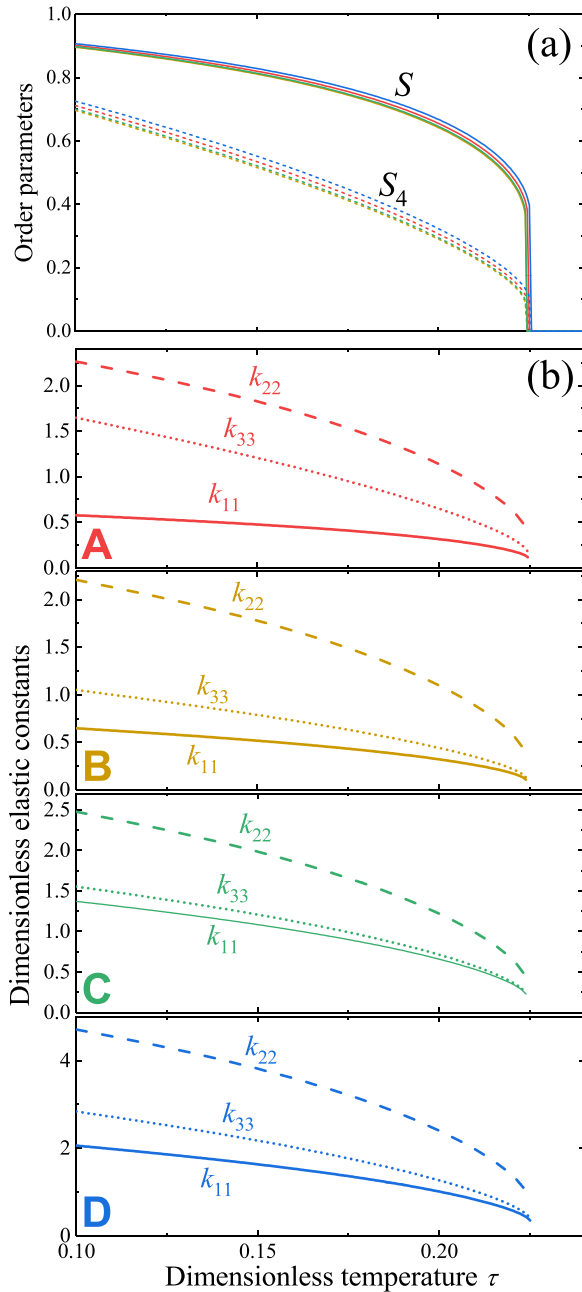 1.0
(a)
0.8
S
0.6
S4
0.4
0.2
0.0
Order parameters
(b)
2.0
k22
1.5
k33
1.0
k11
0.5
A
0.0
2.0
k22
1.5
1.0
k33
0.5
k11
B
0.0
2.5
k22
2.0
1.5
k33
1.0
k11
0.5
C
0.0
4
k22
k33
2
k11
D
0
Dimensionless elastic constants
0.10
0.15
0.20
Dimensionless temperature τ